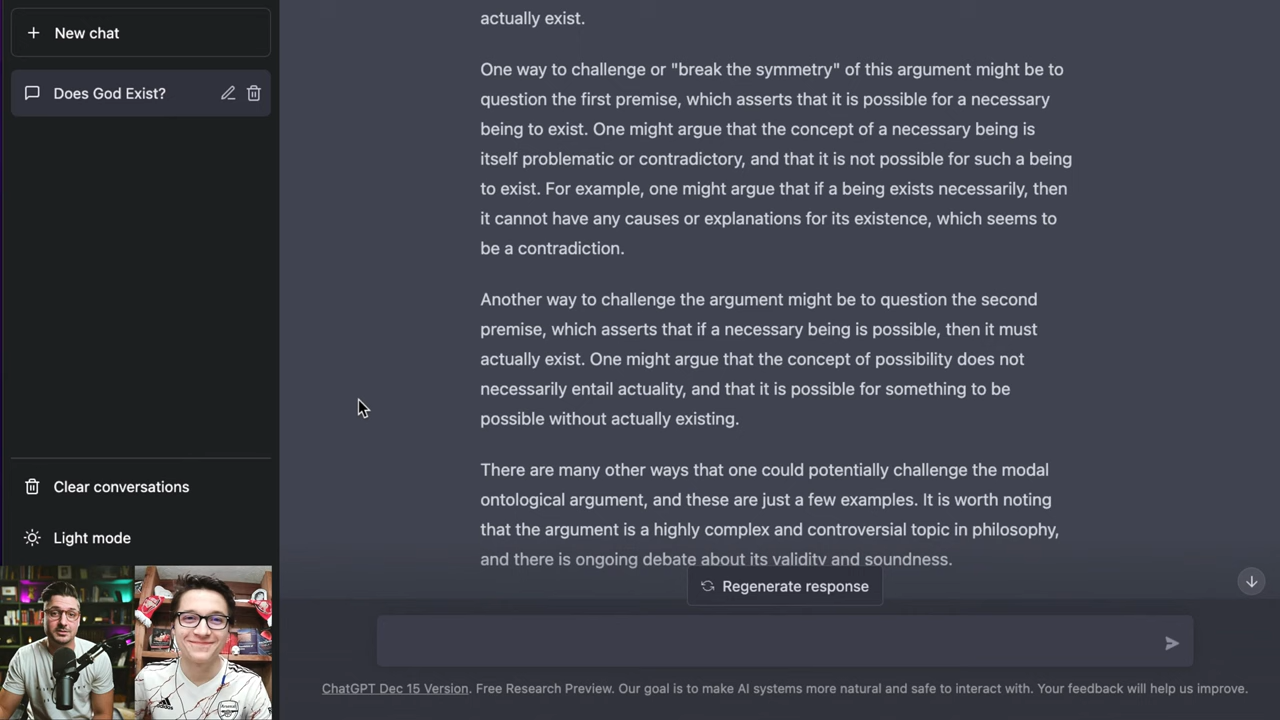 New chat
Does God Exist?
Clear conversations
Light mode
actually exist.
One way to challenge or "break the symmetry" of this argument might be to
question the first premise, which asserts that it is possible for a necessary
being to exist. One might argue that the concept of a necessary being is
itself problematic or contradictory, and that it is not possible for such a being
to exist. For example, one might argue that if a being exists necessarily, then
it cannot have any causes or explanations for its existence, which seems to
be a contradiction.
Another way to challenge the argument might be to question the second
premise, which asserts that if a necessary being is possible, then it must
actually exist. One might argue that the concept of possibility does not
necessarily entail actuality, and that it is possible for something to be
possible without actually existing.
There are many other ways that one could potentially challenge the modal
ontological argument, and these are just a few examples. It is worth noting
that the argument is a highly complex and controversial topic in philosophy,
and there is ongoing debate about its validity and soundness.
Regenerate response
ChatGPT Dec 15 Version. Free Research Preview. Our goal is to make AI systems more natural and safe to interact with. Your feedback will help us improve.